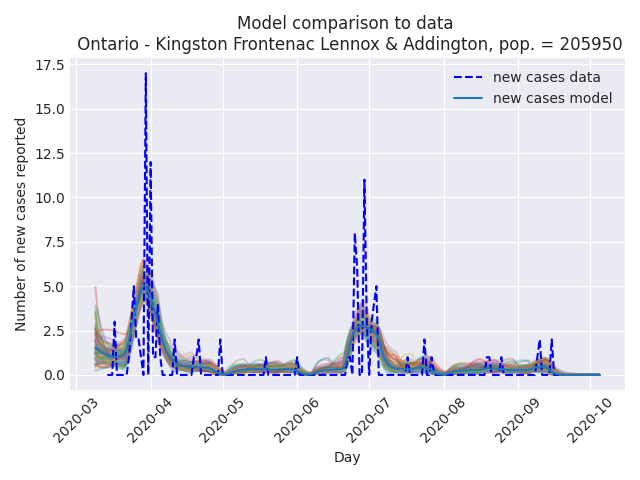 Model comparison to data
Ontario - Kingston Frontenac Lennox & Addington, pop. = 205950
new cases data
new cases model
Number of new cases reported
17.5
15.0
12.5
10.0
7.5
5.0
2.5
0.0
2020-03
2020-04
2020-05
2020-06
2020-07
2020-08
2020-09
2020-10
Day